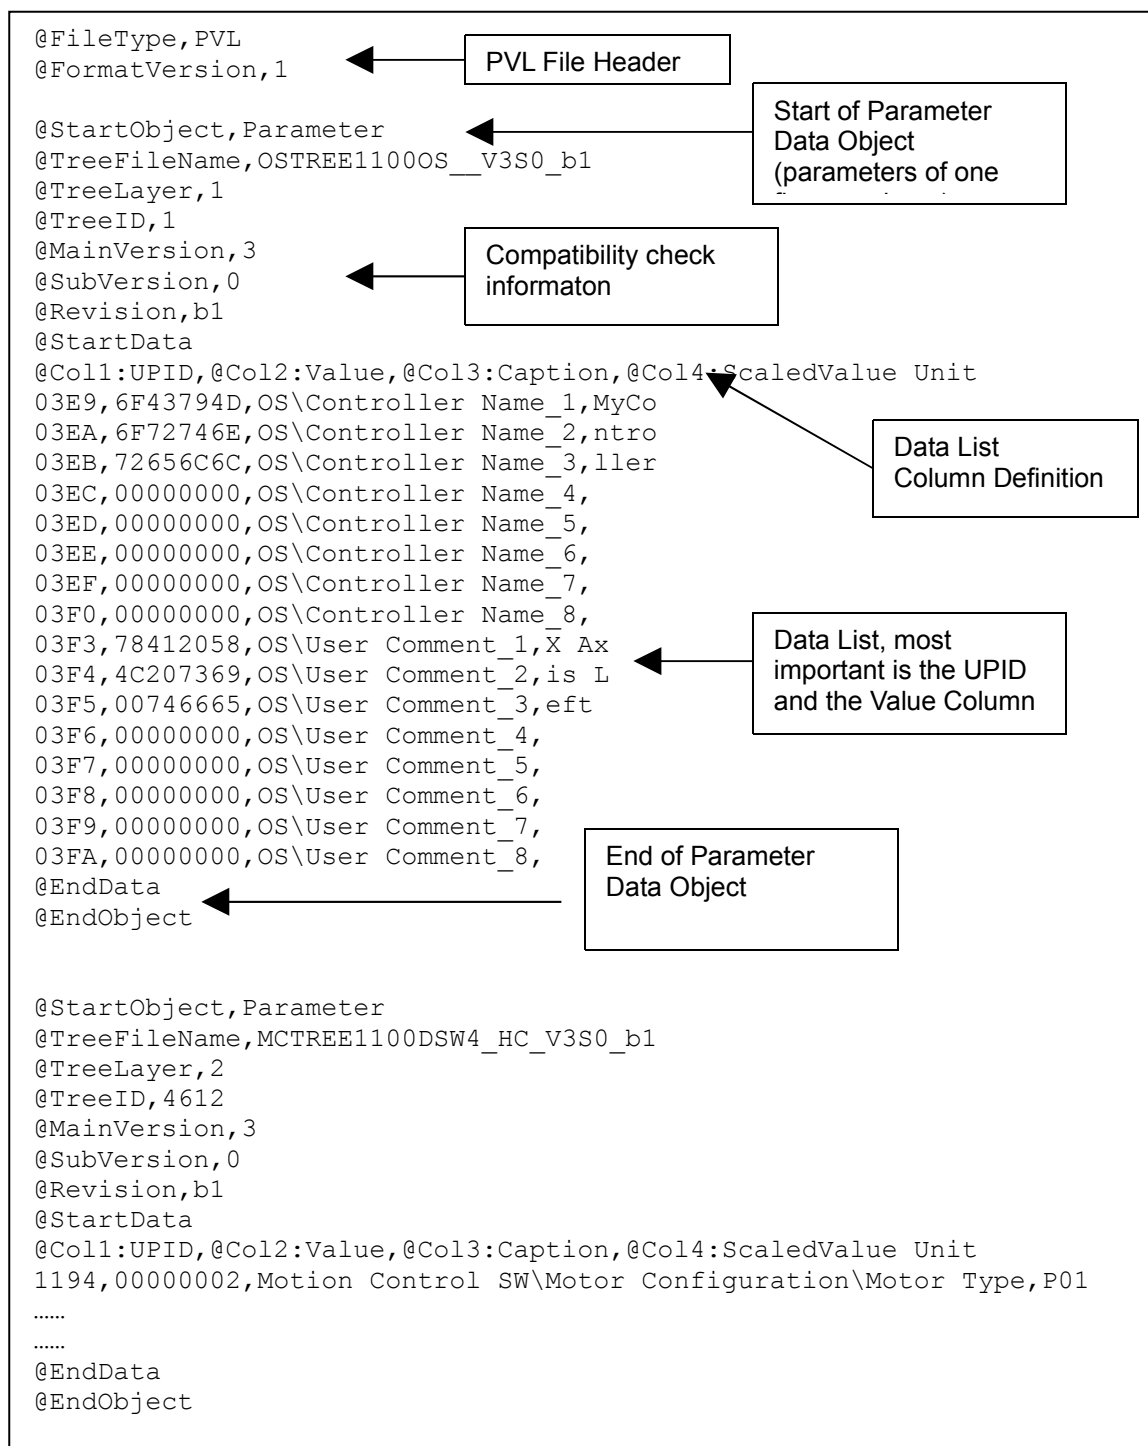 @FileType,PVL
@FormatVersion,1
PVL File Header
@StartObject,Parameter
@TreeFileName,OSTREE1100OS__V3S0_b1
@TreeLayer,1
@TreeID,1
Start of Parameter
Data Object
(parameters of one
@MainVersion,3
@SubVersion,0
@Revision,b1
Compatibility check
informaton
@StartData
@Col1:UPID,@Col2:Value,@Col3:Caption,@Col4:ScaledValue Unit
03E9,6F43794D,OS\Controller Name_1,MyCo
03EA,6F72746E,OS\Controller Name_2,ntro
03EB,72656C6C,OS\Controller Name_3,ller
03EC,00000000,OS\Controller Name_4,
03ED,00000000,OS\Controller Name_5,
03EE,00000000,OS\Controller Name_6,
03EF,00000000,OS\Controller Name_7,
03F0,00000000,OS\Controller Name_8,
Data List
Column Definition
03F3,78412058,OS\User Comment_1,X Ax
03F4,4C207369,OS\User Comment_2,is L
03F5,00746665,OS\User Comment_3,eft
03F6,00000000,OS\User Comment_4,
03F7,00000000,OS\User Comment_5,
03F8,00000000,OS\User Comment_6,
03F9,00000000,OS\User Comment_7,
03FA,00000000,OS\User Comment_8,
Data List, most
important is the UPID
and the Value Column
@EndData
@EndObject
End of Parameter
Data Object
@StartObject,Parameter
@TreeFileName,MCTREE1100DSW4_HC_V3S0_b1
@TreeLayer,2
@TreeID,4612
@MainVersion,3
@SubVersion,0
@Revision,b1
@StartData
@Col1:UPID,@Col2:Value,@Col3:Caption,@Col4:ScaledValue Unit
1194,00000002,Motion Control SW\Motor Configuration\Motor Type,P01
……
……
@EndData
@EndObject